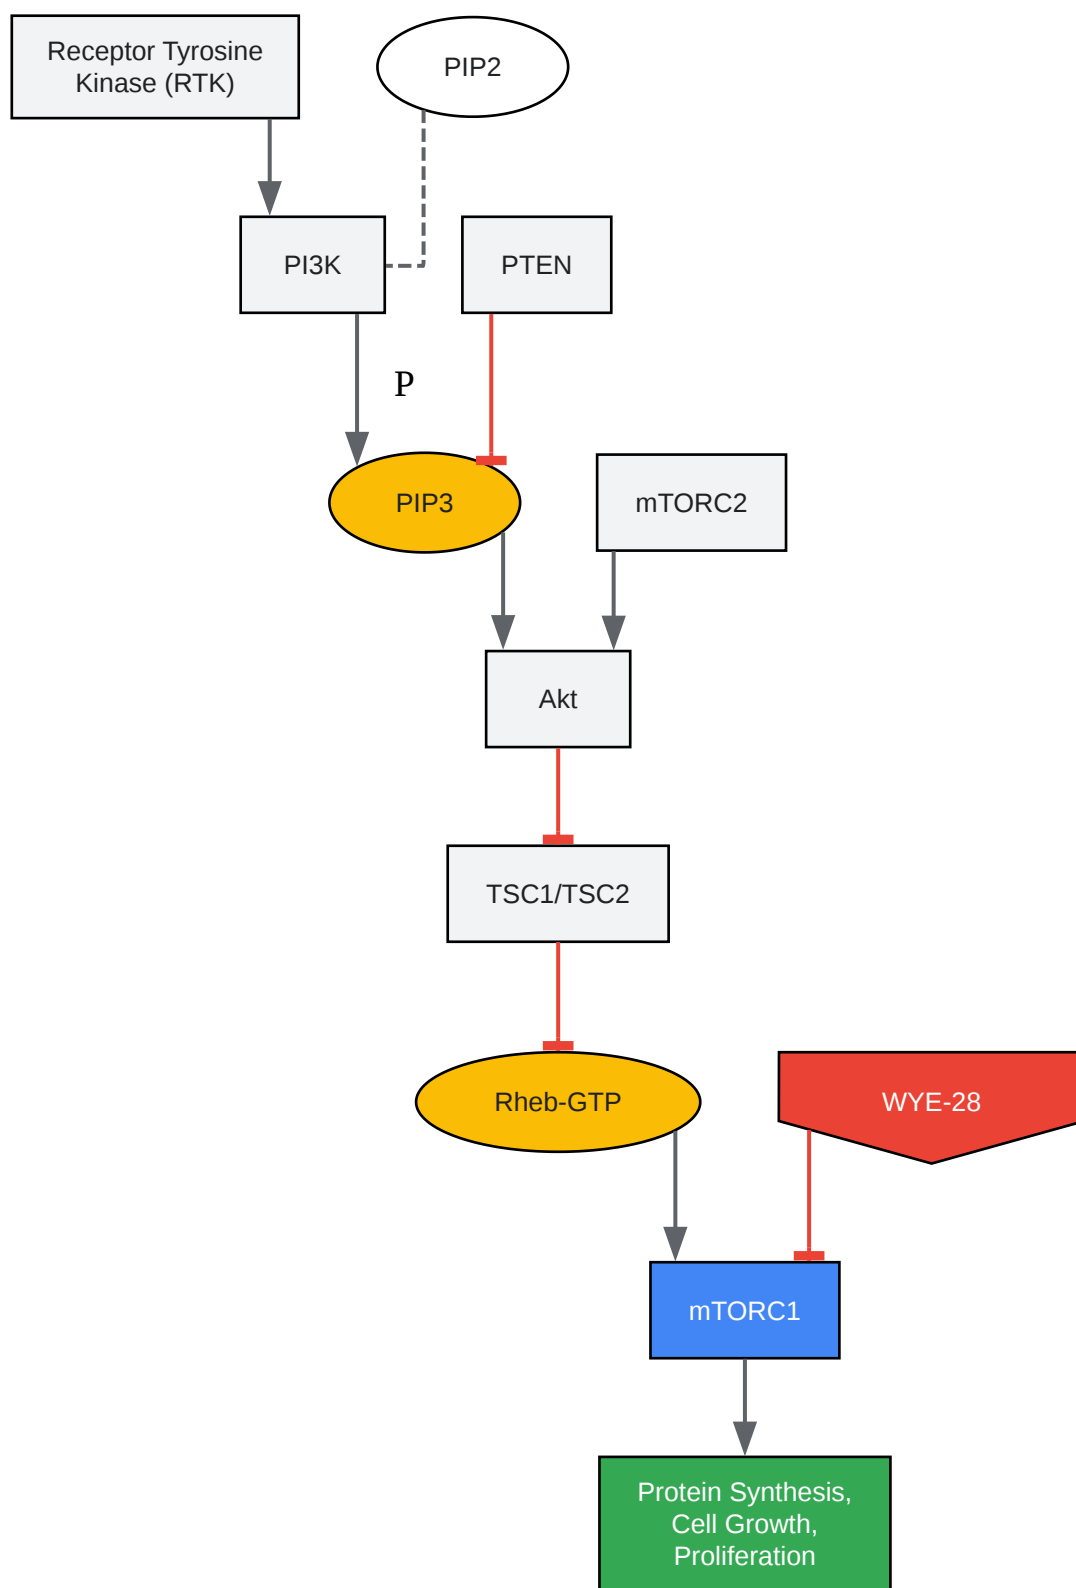 Receptor Tyrosine
Kinase (RTK)
PIP2
PI3K
PTEN
P
PIP3
mTORC2
Akt
TSC1/TSC2
Rheb-GTP
WYE-28
mTORC1
Protein Synthesis,
Cell Growth,
Proliferation